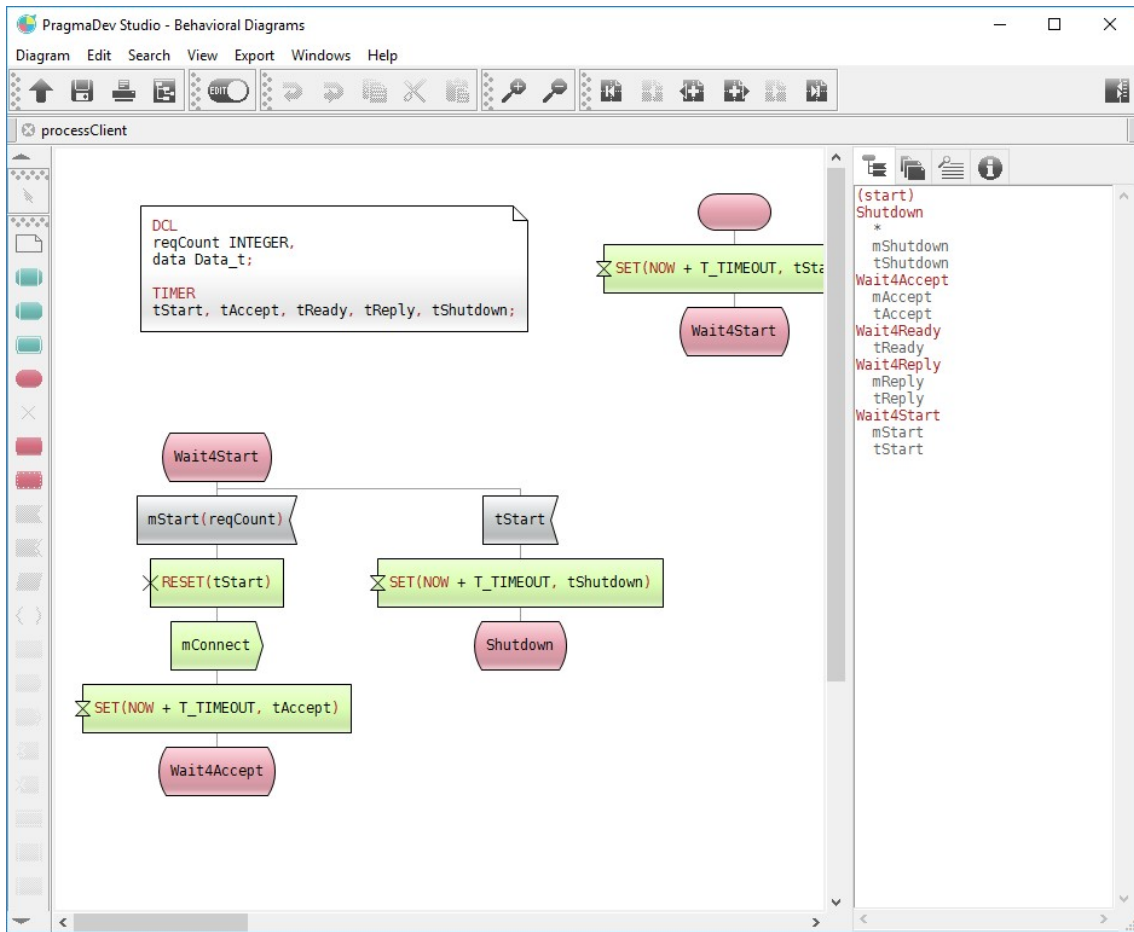 PragmaDev Studio - Behavioral Diagrams
Diagram Edit Search View Export Windows Help
EDIT
processClient
DCL
reqCount INTEGER,
data Data_t;
TIMER
tStart, tAccept, tReady, tReply, tShutdown;
SET(NOW + T_TIMEOUT, tSta
Wait4Start
Wait4Start
mStart(reqCount)
tStart
RESET(tStart)
SET(NOW + T_TIMEOUT, tShutdown)
mConnect
Shutdown
SET(NOW + T_TIMEOUT, tAccept)
Wait4Accept
(start)
Shutdown
*
mShutdown
tShutdown
Wait4Accept
mAccept
tAccept
Wait4Ready
tReady
Wait4Reply
mReply
tReply
Wait4Start
mStart
tStart